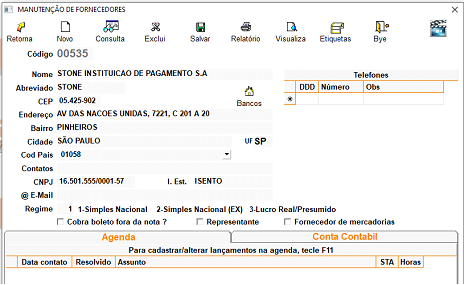 MANUTENÇÃO DE FORNECEDORES
Retorna Novo Consulta Exclui Salvar Relatório Visualiza Etiquetas Bye
Código 00535
Nome STONE INSTITUICAO DE PAGAMENTO S.A
Telefones
Abreviado STONE
DDD Número Obs
CEP 05.425-902
Bancos
Endereço AV DAS NACOES UNIDAS, 7221, C 201 A 20
Bairro PINHEIROS
Cidade SÃO PAULO UF SP
Cod Pais 01058
Contatos
CNPJ 16.501.555/0001-57 I. Est. ISENTO
@ E-Mail
Regime 1 1-Simples Nacional 2-Simples Nacional (EX) 3-Lucro Real/Presumido
Cobra boleto fora da nota ? Representante Fornecedor de mercadorias
Agenda Conta Contabil
Para cadastrar/alterar lançamentos na agenda, tecle F11
Data contato Resolvido Assunto STA Horas